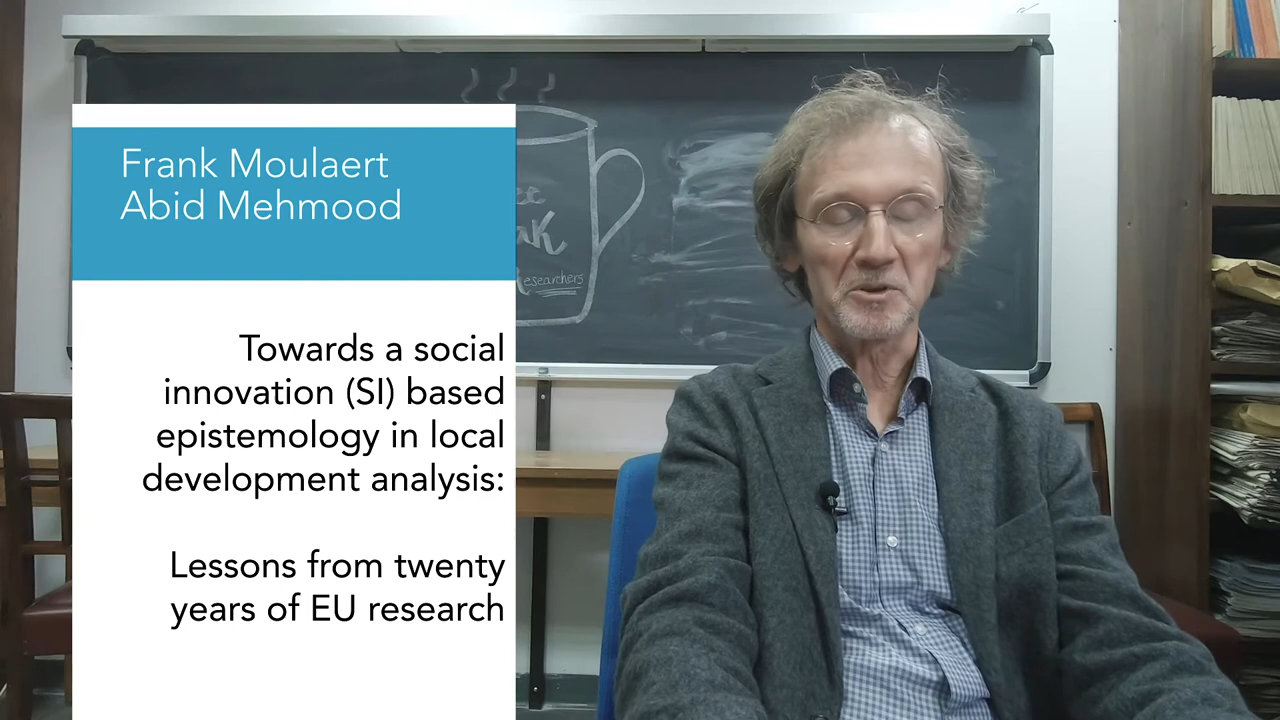 Frank Moulaert
Abid Mehmood
Towards a social
innovation (SI) based
epistemology in local
development analysis:
Lessons from twenty
years of EU research
esearchers